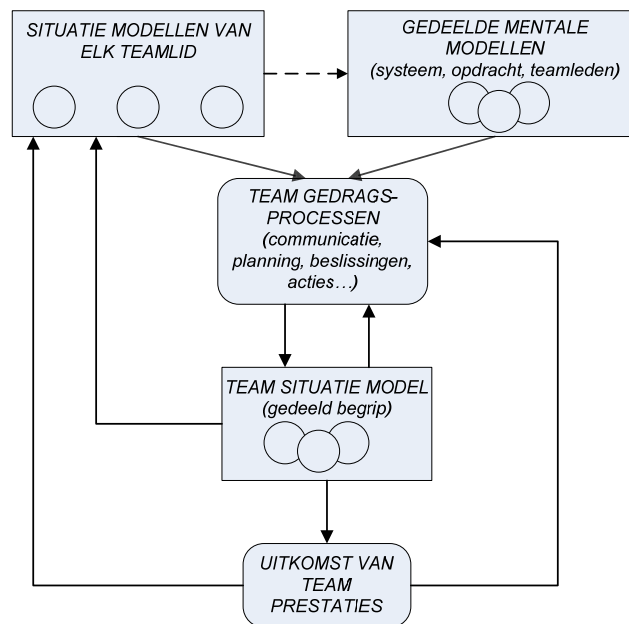 SITUATIE MODELLEN VAN
ELK TEAMLID
GEDEELDE MENTALE
MODELLEN
(systeem, opdracht, teamleden)
TEAM GEDRAGS-
PROCESSEN
(communicatie,
planning, beslissingen,
acties...)
TEAM SITUATIE MODEL
(gedeeld begrip)
UITKOMST VAN
TEAM
PRESTATIES